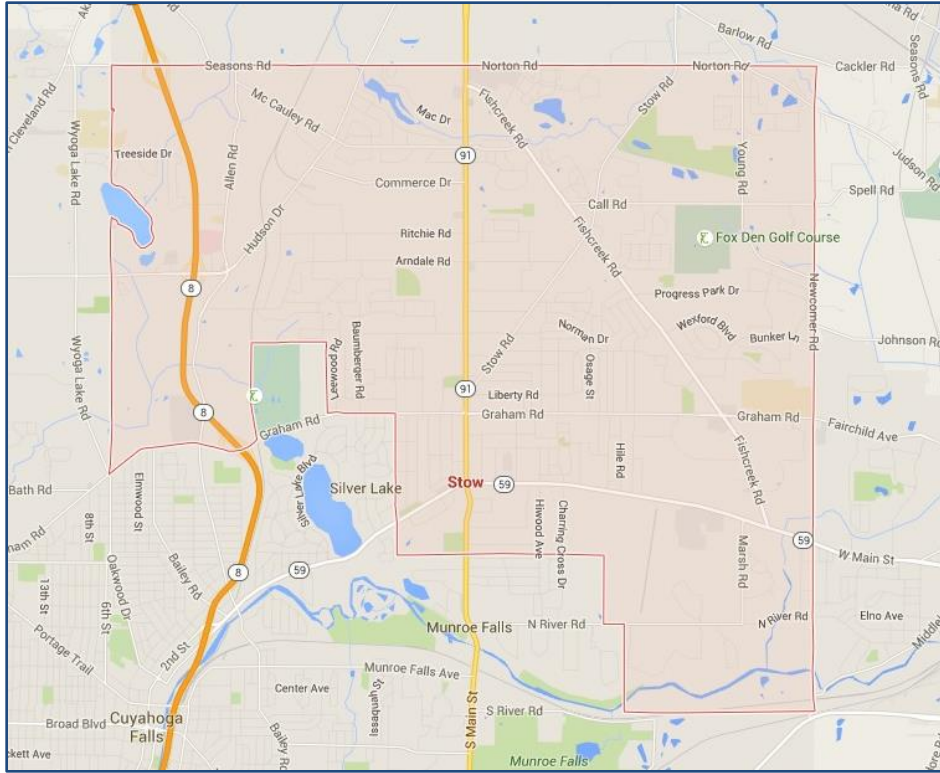 Barlow Rd
Seasons Rd
Norton Rd
Norton Rd
Cackler Rd
Seasons Rd
n Cleveland Rd
Wyoga Lake Rd
Mc Cauley Rd
Mac Dr
Fishcreek Rd
Stow Rd
Treeside Dr
Allen Rd
91
Young Rd
Judson Rd
Commerce Dr
Spell Rd
Call Rd
Hudson Dr
Ritchie Rd
Fishcreek Rd
Fox Den Golf Course
Arndale Rd
8
Progress Park Dr
Newcomer Rd
Wyoga Lake Rd
Baumberger Rd
Leewood Rd
Norman Dr
Wexford Blvd
Bunker Ln
Johnson Rd
Stow Rd
Osage St
91
Liberty Rd
8
Graham Rd
Graham Rd
Graham Rd
Fairchild Ave
Fishcreek Rd
Hile Rd
Bath Rd
Elmwood St
Silver Lake Blvd
Silver Lake
Stow
59
8th St
ham Rd
Hiwood Ave
Charring Cross Dr
59
W Main St
Marsh Rd
13th St
6th St
Oakwood Dr
Bailey Rd
8
59
Munroe Falls
N River Rd
N River Rd
Elno Ave
Middle
Portage Trail
2nd St
Munroe Falls Ave
Center Ave
Issaquah St
S Main St
S River Rd
Broad Blvd
Cuyahoga
Falls
Bailey Rd
ckett Ave
Munroe Falls